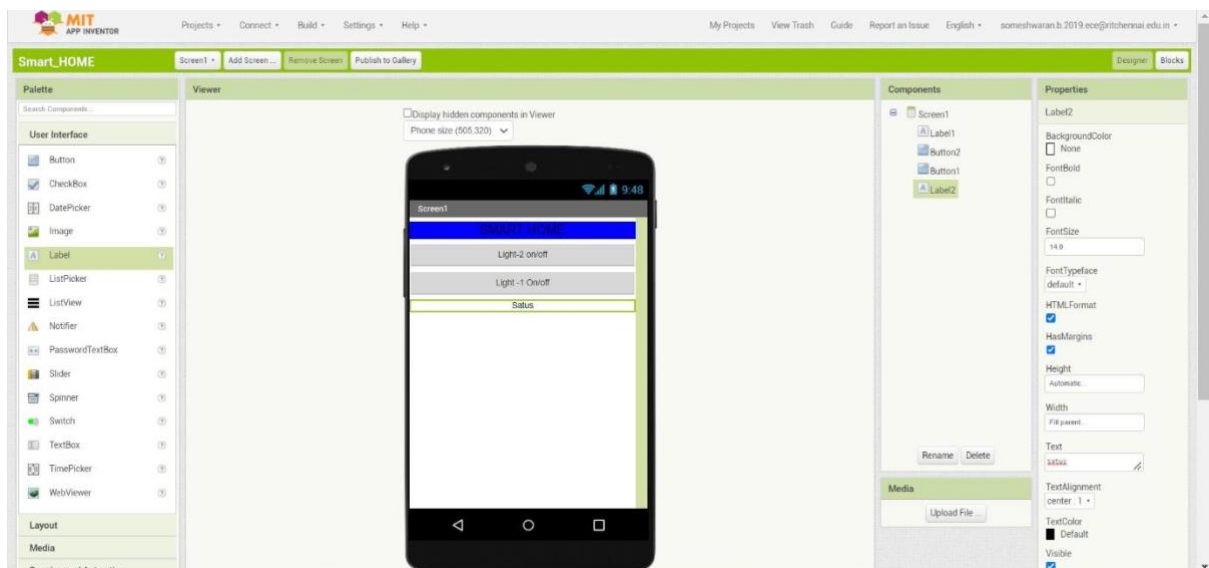 MIT
APP INVENTOR
Projects Connect Build Settings Help My Projects View Trash Guide Report an Issue English someshwaran.b.2019.ece@ritchennai.edu.in
Smart_HOME
Screen1 Add Screen ... Remove Screen Publish to Gallery Designer Blocks
Palette
Search Components...
User Interface
Button
CheckBox
DatePicker
Image
Label
ListPicker
ListView
Notifier
PasswordTextBox
Slider
Spinner
Switch
TextBox
TimePicker
WebViewer
Layout
Media
Viewer
Display hidden components in Viewer
Phone size (505,320)
9:48
Screen1
SMART HOME
Light-2 on/off
Light -1 On/off
Satus
Components
Screen1
Label1
Button2
Button1
Label2
Rename Delete
Media
Upload File ...
Properties
Label2
BackgroundColor
None
FontBold
FontItalic
FontSize
14.0
FontTypeface
default
HTMLFormat
HasMargins
Height
Automatic...
Width
Fill parent...
Text
satus
TextAlignment
center : 1
TextColor
Default
Visible